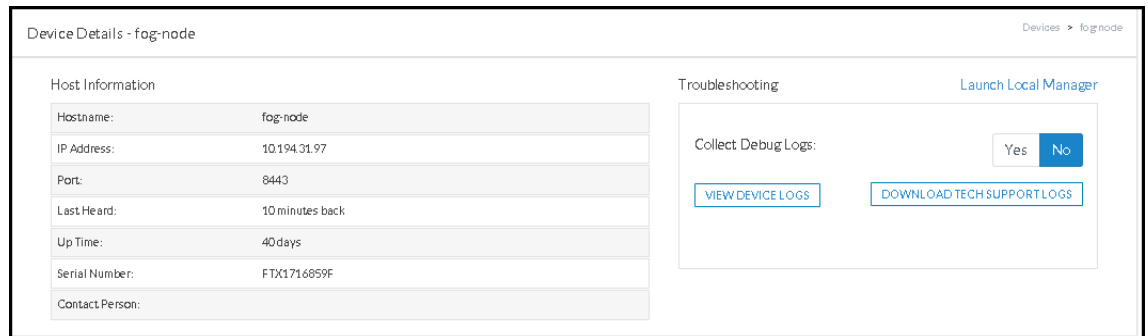 Device Details - fog-node
Devices > fognode
Host Information
Hostname: fog-node
IP Address: 10.194.31.97
Port: 8443
Last Heard: 10 minutes back
Up Time: 40 days
Serial Number: FTX1716859F
Contact Person:
Troubleshooting
Launch Local Manager
Collect Debug Logs:
Yes No
VIEW DEVICE LOGS
DOWNLOAD TECH SUPPORT LOGS